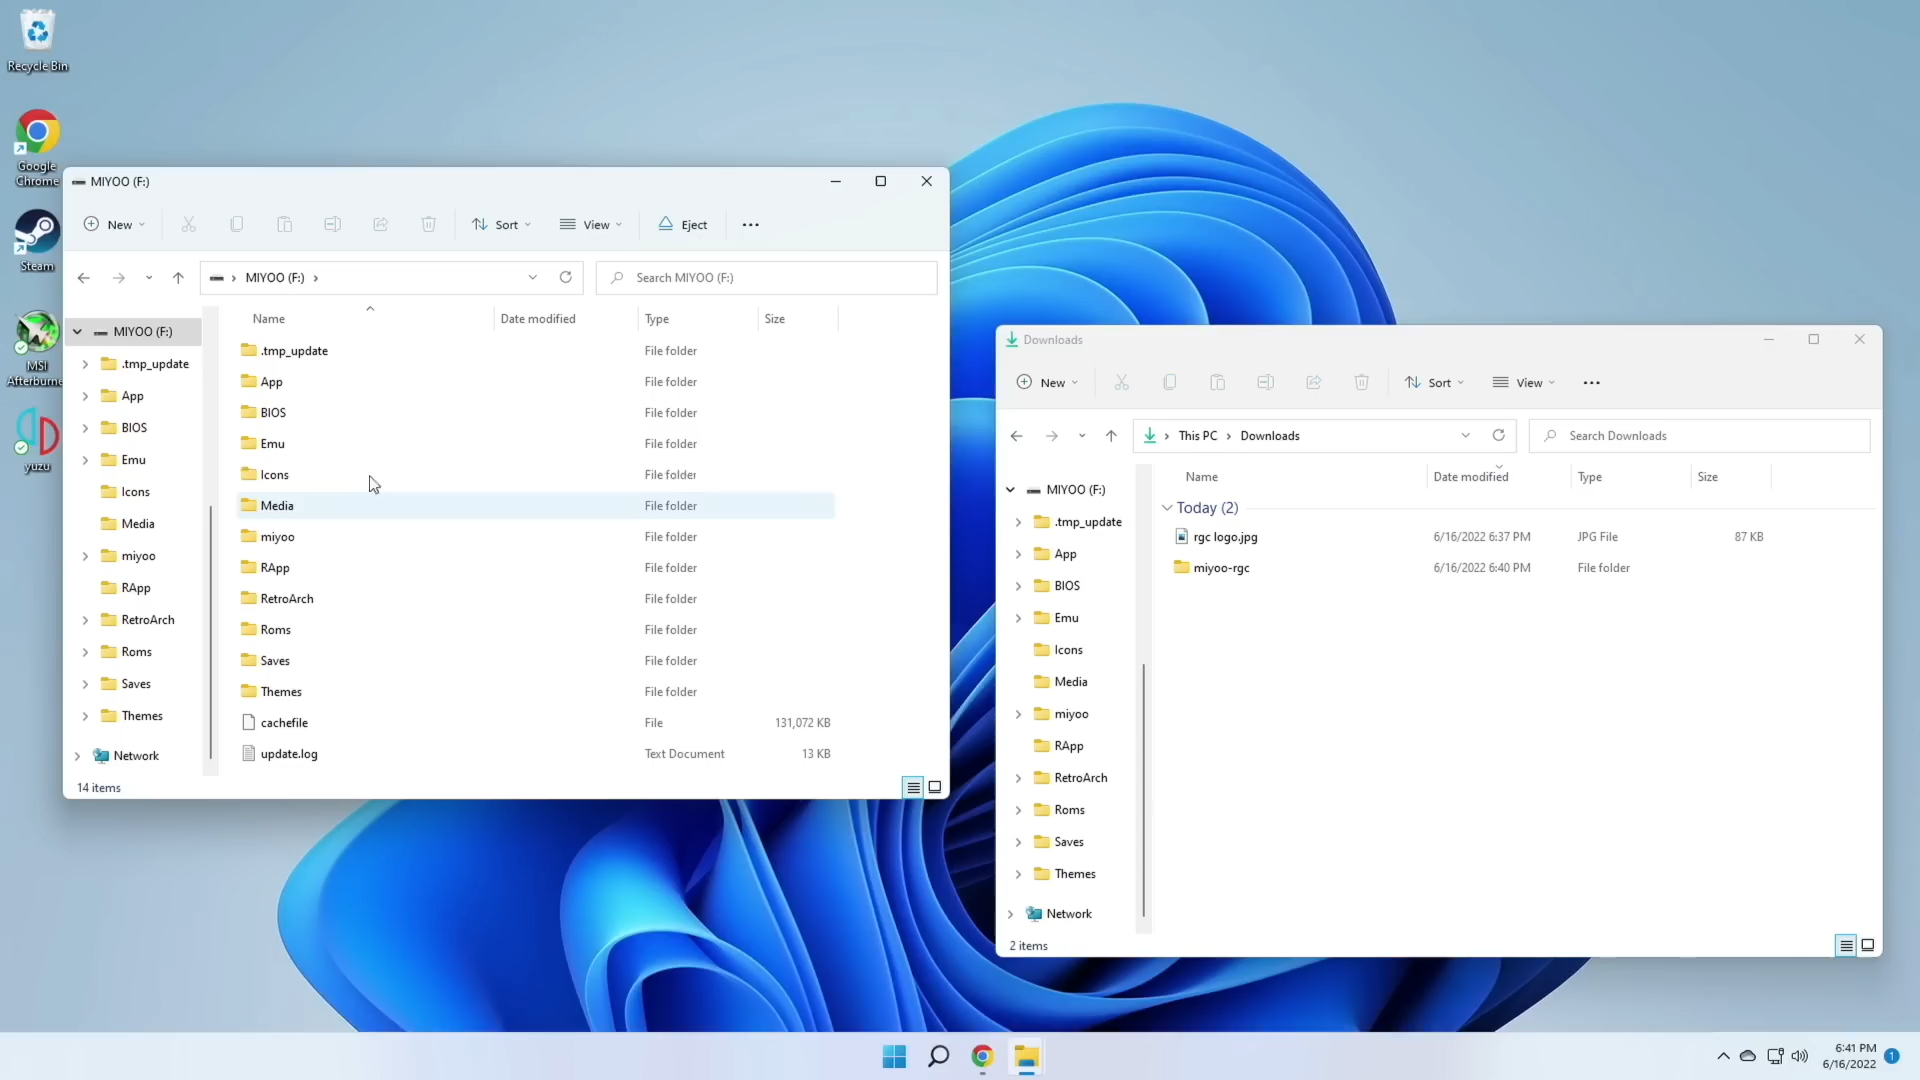 Recycle Bin
Google
Chrome
Steam
MSI
Afterburne
yuzu
MIYOO (F:)
New
Sort
View
Eject
MIYOO (F:)
Search MIYOO (F:)
MIYOO (F:)
.tmp_update
App
BIOS
Emu
Icons
Media
miyoo
RApp
RetroArch
Roms
Saves
Themes
Network
Name Date modified Type Size
.tmp_update File folder
App File folder
BIOS File folder
Emu File folder
Icons File folder
Media File folder
miyoo File folder
RApp File folder
RetroArch File folder
Roms File folder
Saves File folder
Themes File folder
cachefile File 131,072 KB
update.log Text Document 13 KB
14 items
Downloads
New
Sort
View
This PC Downloads
Search Downloads
MIYOO (F:)
.tmp_update
App
BIOS
Emu
Icons
Media
miyoo
RApp
RetroArch
Roms
Saves
Themes
Network
Name Date modified Type Size
Today (2)
rgc logo.jpg 6/16/2022 6:37 PM JPG File 87 KB
miyoo-rgc 6/16/2022 6:40 PM File folder
2 items
6:41 PM
6/16/2022
1